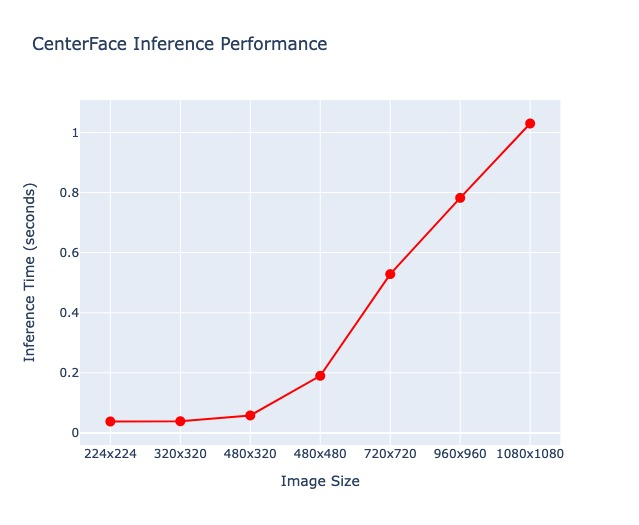 CenterFace Inference Performance
1
0.8
0.6
0.4
0.2
0
Inference Time (seconds)
224x224 320x320 480x320 480x480 720x720 960x960 1080x1080
Image Size